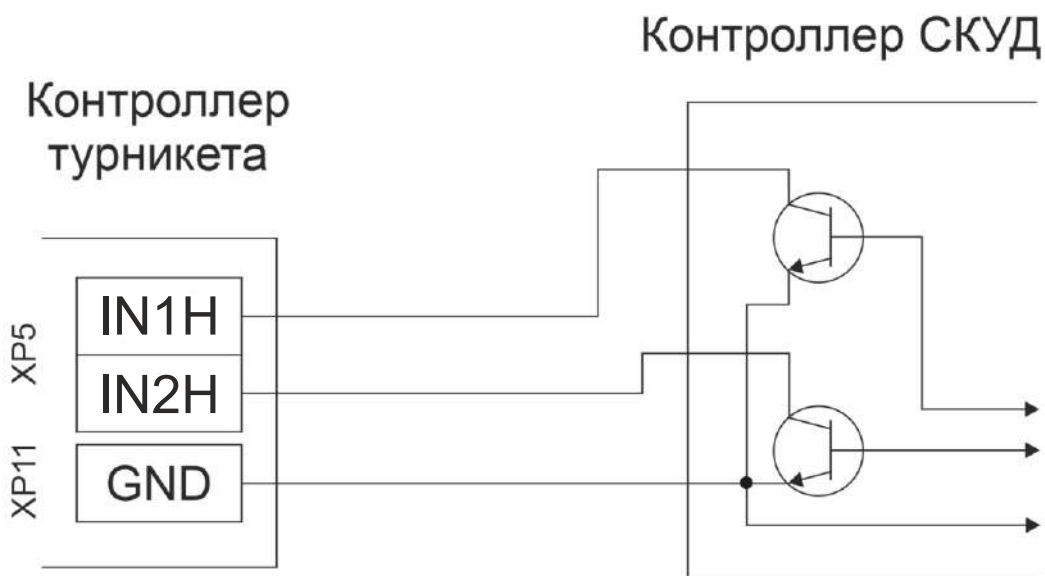 Контроллер СКУД
Контроллер
турникета
XP5
IN1H
IN2H
XP11
GND